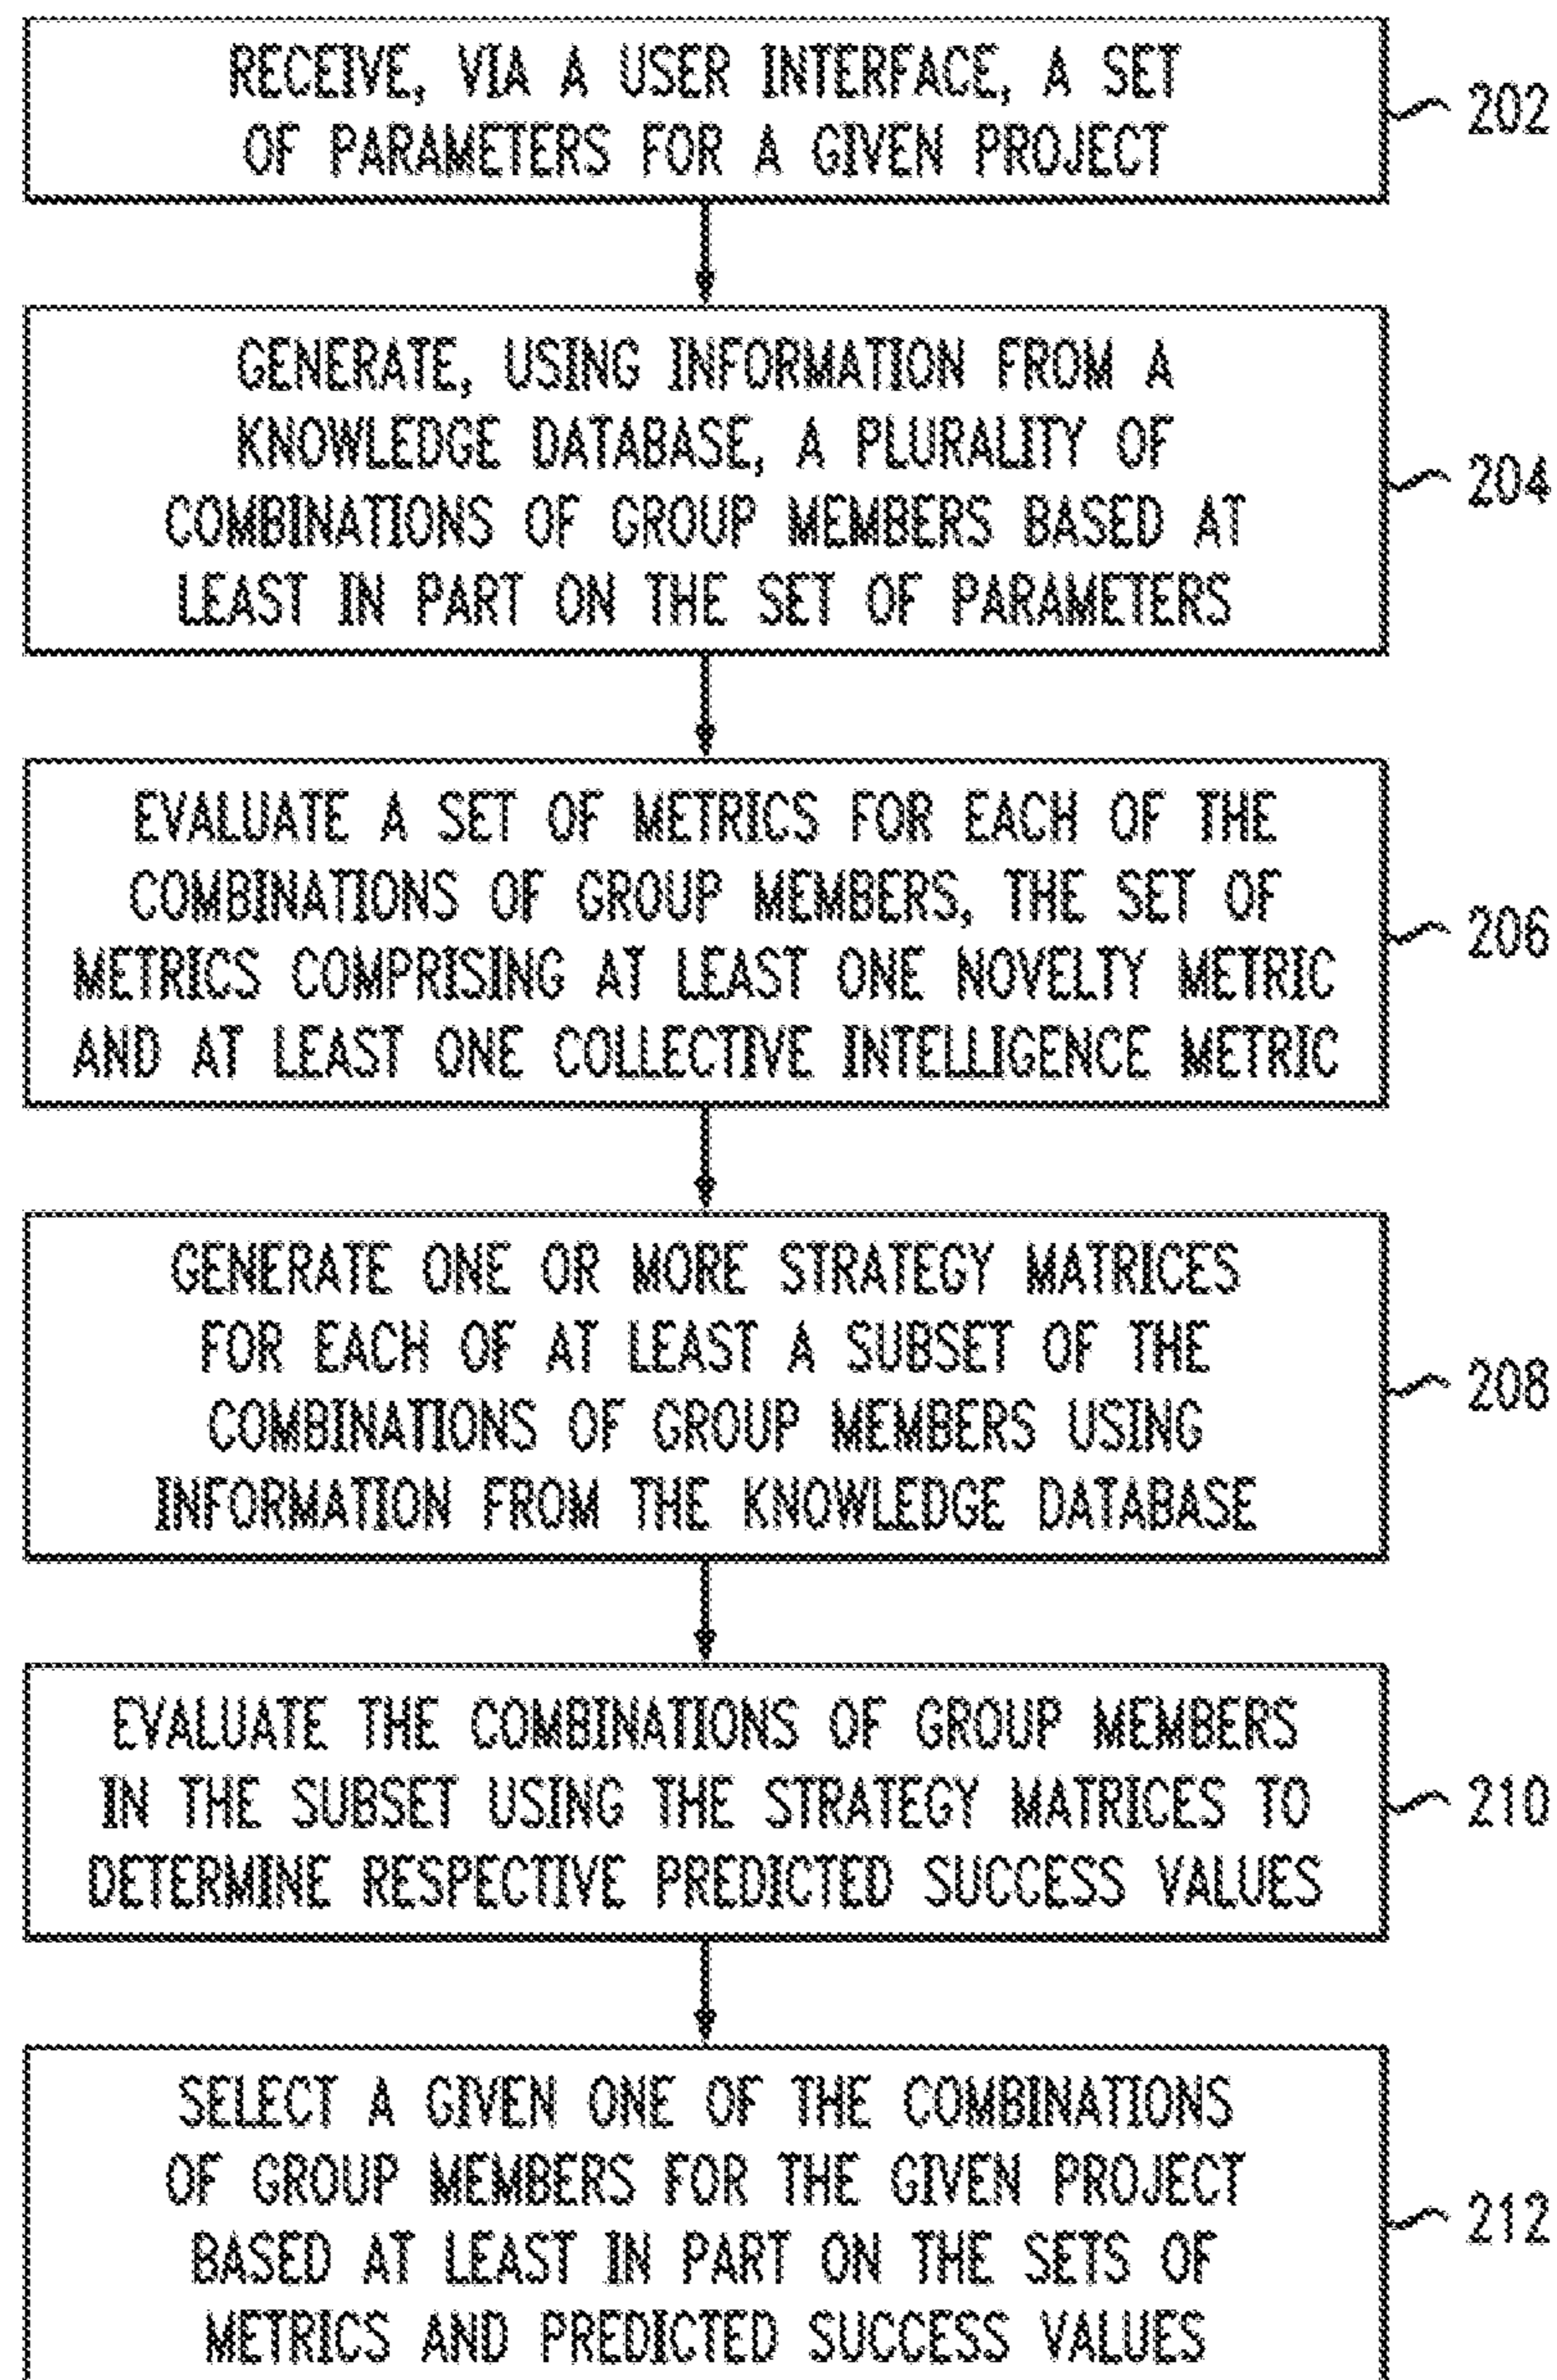 RECEIVE, VIA A USER INTERFACE, A SET
OF PARAMETERS FOR A GIVEN PROJECT
202
GENERATE, USING INFORMATION FROM A
KNOWLEDGE DATABASE, A PLURALITY OF
COMBINATIONS OF GROUP MEMBERS BASED AT
LEAST IN PART ON THE SET OF PARAMETERS
204
EVALUATE A SET OF METRICS FOR EACH OF THE
COMBINATIONS OF GROUP MEMBERS, THE SET OF
METRICS COMPRISING AT LEAST ONE NOVELTY METRIC
AND AT LEAST ONE COLLECTIVE INTELLIGENCE METRIC
206
GENERATE ONE OR MORE STRATEGY MATRICES
FOR EACH OF AT LEAST A SUBSET OF THE
COMBINATIONS OF GROUP MEMBERS USING
INFORMATION FROM THE KNOWLEDGE DATABASE
208
EVALUATE THE COMBINATIONS OF GROUP MEMBERS
IN THE SUBSET USING THE STRATEGY MATRICES TO
DETERMINE RESPECTIVE PREDICTED SUCCESS VALUES
210
SELECT A GIVEN ONE OF THE COMBINATIONS
OF GROUP MEMBERS FOR THE GIVEN PROJECT
BASED AT LEAST IN PART ON THE SETS OF
METRICS AND PREDICTED SUCCESS VALUES
212